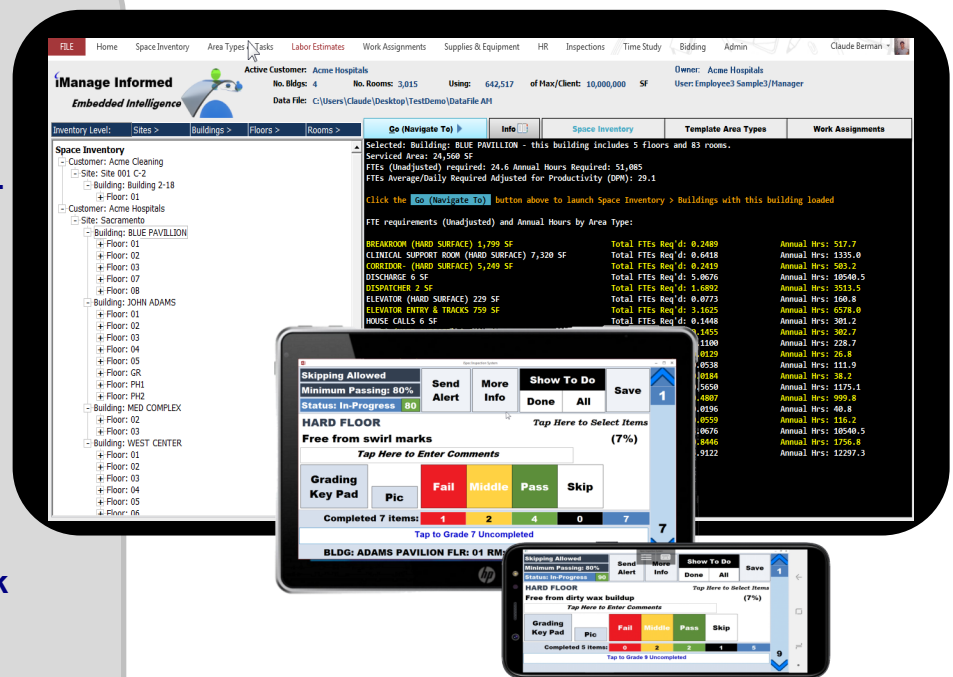 FILE Home Space Inventory Area Types & Tasks Labor Estimates Work Assignments Supplies & Equipment HR Inspections Time Study Bidding Admin Claude Berman
iManage Informed
Embedded Intelligence
Active Customer: Acme Hospitals
No. Bldgs: 4 No. Rooms: 3,015 Using: 642,517 of Max/Client: 10,000,000 SF
Data File: C:\Users\Claude\Desktop\TestDemo\DataFile AM
Owner: Acme Hospitals
User: Employee3 Sample3/Manager
Inventory Level: Sites > Buildings > Floors > Rooms >
Go (Navigate To) Info Space Inventory Template Area Types Work Assignments
Space Inventory
Customer: Acme Cleaning
Site: Site 001 C-2
Building: Building 2-18
Floor: 01
Customer: Acme Hospitals
Site: Sacramento
Building: BLUE PAVILLION
Floor: 01
Floor: 02
Floor: 03
Floor: 07
Floor: 0B
Building: JOHN ADAMS
Floor: 01
Floor: 02
Floor: 03
Floor: 04
Floor: 05
Floor: GR
Floor: PH1
Floor: PH2
Building: MED COMPLEX
Floor: 02
Floor: 03
Building: WEST CENTER
Floor: 01
Floor: 02
Floor: 03
Floor: 04
Floor: 05
Floor: 06
Selected: Building: BLUE PAVILLION - this building includes 5 floors and 83 rooms.
Serviced Area: 24,560 SF
FTEs (Unadjusted) required: 24.6 Annual Hours Required: 51,085
FTEs Average/Daily Required Adjusted for Productivity (DPM): 29.1
Click the Go (Navigate To) button above to launch Space Inventory > Buildings with this building loaded
FTE requirements (Unadjusted) and Annual Hours by Area Type:
BREAKROOM (HARD SURFACE) 1,799 SF Total FTEs Req'd: 0.2489 Annual Hrs: 517.7
CLINICAL SUPPORT ROOM (HARD SURFACE) 7,320 SF Total FTEs Req'd: 0.6418 Annual Hrs: 1335.0
CORRIDOR- (HARD SURFACE) 5,249 SF Total FTEs Req'd: 0.2419 Annual Hrs: 503.2
DISCHARGE 6 SF Total FTEs Req'd: 5.0676 Annual Hrs: 10540.5
DISPATCHER 2 SF Total FTEs Req'd: 1.6892 Annual Hrs: 3513.5
ELEVATOR (HARD SURFACE) 229 SF Total FTEs Req'd: 0.0773 Annual Hrs: 160.8
ELEVATOR ENTRY & TRACKS 759 SF Total FTEs Req'd: 3.1625 Annual Hrs: 6578.0
HOUSE CALLS 6 SF Total FTEs Req'd: 0.1448 Annual Hrs: 301.2
.1455 Annual Hrs: 302.7
.1100 Annual Hrs: 228.7
.0129 Annual Hrs: 26.8
.0538 Annual Hrs: 111.9
.0184 Annual Hrs: 38.2
.5650 Annual Hrs: 1175.1
.4807 Annual Hrs: 999.8
.0196 Annual Hrs: 40.8
.0559 Annual Hrs: 116.2
.0676 Annual Hrs: 10540.5
.8446 Annual Hrs: 1756.8
.9122 Annual Hrs: 12297.3
Skipping Allowed
Minimum Passing: 80%
Status: In-Progress 80
Send Alert
More Info
Show To Do
Done All
Save
1
HARD FLOOR Tap Here to Select Items
Free from swirl marks (7%)
Tap Here to Enter Comments
Grading Key Pad Pic Fail Middle Pass Skip
Completed 7 items: 1 2 4 0 7
7
Tap to Grade 7 Uncompleted
BLDG: ADAMS PAVILION FLR: 01 RM:
hp
Skipping Allowed
Minimum Passing: 80%
Status: In-Progress 90
Send Alert
More Info
Show To Do
Done All
Save
1
HARD FLOOR Tap Here to Select Items
Free from dirty wax buildup (7%)
Tap Here to Enter Comments
Grading Key Pad Pic Fail Middle Pass Skip
Completed 5 items: 0 2 2 1 5
9
Tap to Grade 9 Uncompleted
k